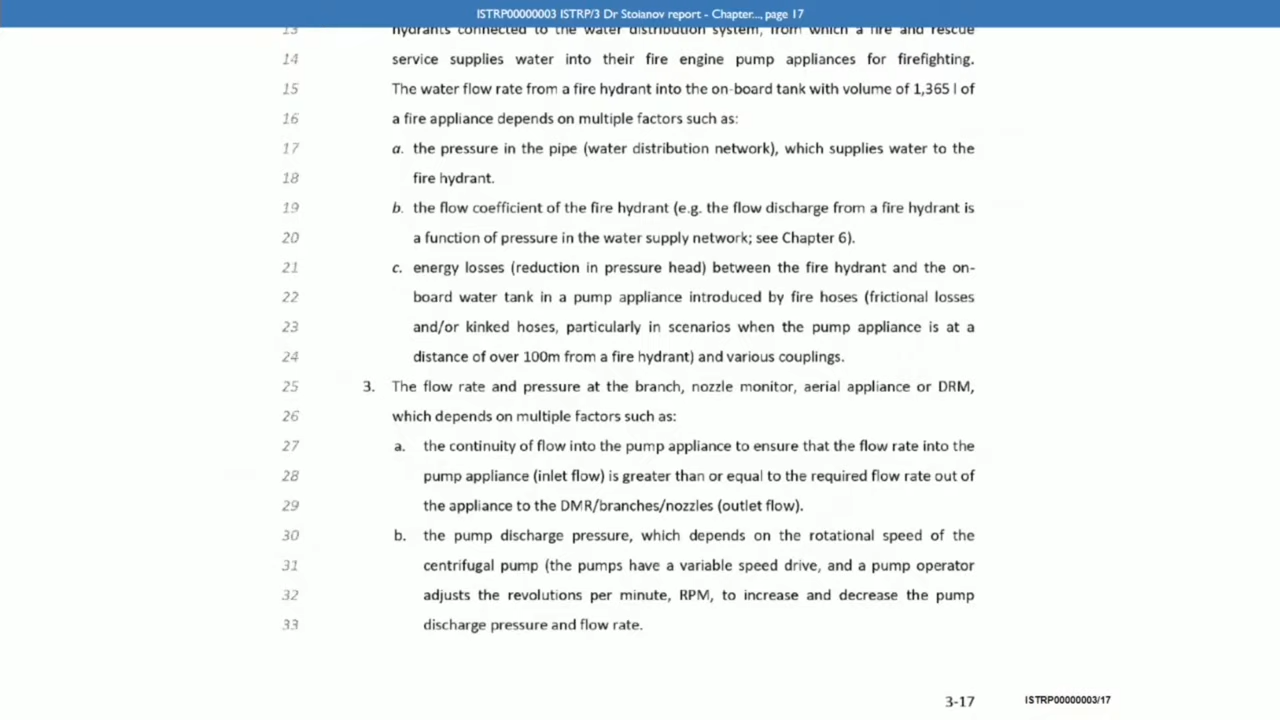 ISTRP00000003 ISTRP/3 Dr Stoianov report - Chapter..., page 17
13 hydrants connected to the water distribution system, from which a fire and rescue
14 service supplies water into their fire engine pump appliances for firefighting.
15 The water flow rate from a fire hydrant into the on-board tank with volume of 1,365 l of
16 a fire appliance depends on multiple factors such as:
17 a. the pressure in the pipe (water distribution network), which supplies water to the
18 fire hydrant.
19 b. the flow coefficient of the fire hydrant (e.g. the flow discharge from a fire hydrant is
20 a function of pressure in the water supply network; see Chapter 6).
21 c. energy losses (reduction in pressure head) between the fire hydrant and the on-
22 board water tank in a pump appliance introduced by fire hoses (frictional losses
23 and/or kinked hoses, particularly in scenarios when the pump appliance is at a
24 distance of over 100m from a fire hydrant) and various couplings.
25 3. The flow rate and pressure at the branch, nozzle monitor, aerial appliance or DRM,
26 which depends on multiple factors such as:
27 a. the continuity of flow into the pump appliance to ensure that the flow rate into the
28 pump appliance (inlet flow) is greater than or equal to the required flow rate out of
29 the appliance to the DMR/branches/nozzles (outlet flow).
30 b. the pump discharge pressure, which depends on the rotational speed of the
31 centrifugal pump (the pumps have a variable speed drive, and a pump operator
32 adjusts the revolutions per minute, RPM, to increase and decrease the pump
33 discharge pressure and flow rate.
3-17 ISTRP00000003/17